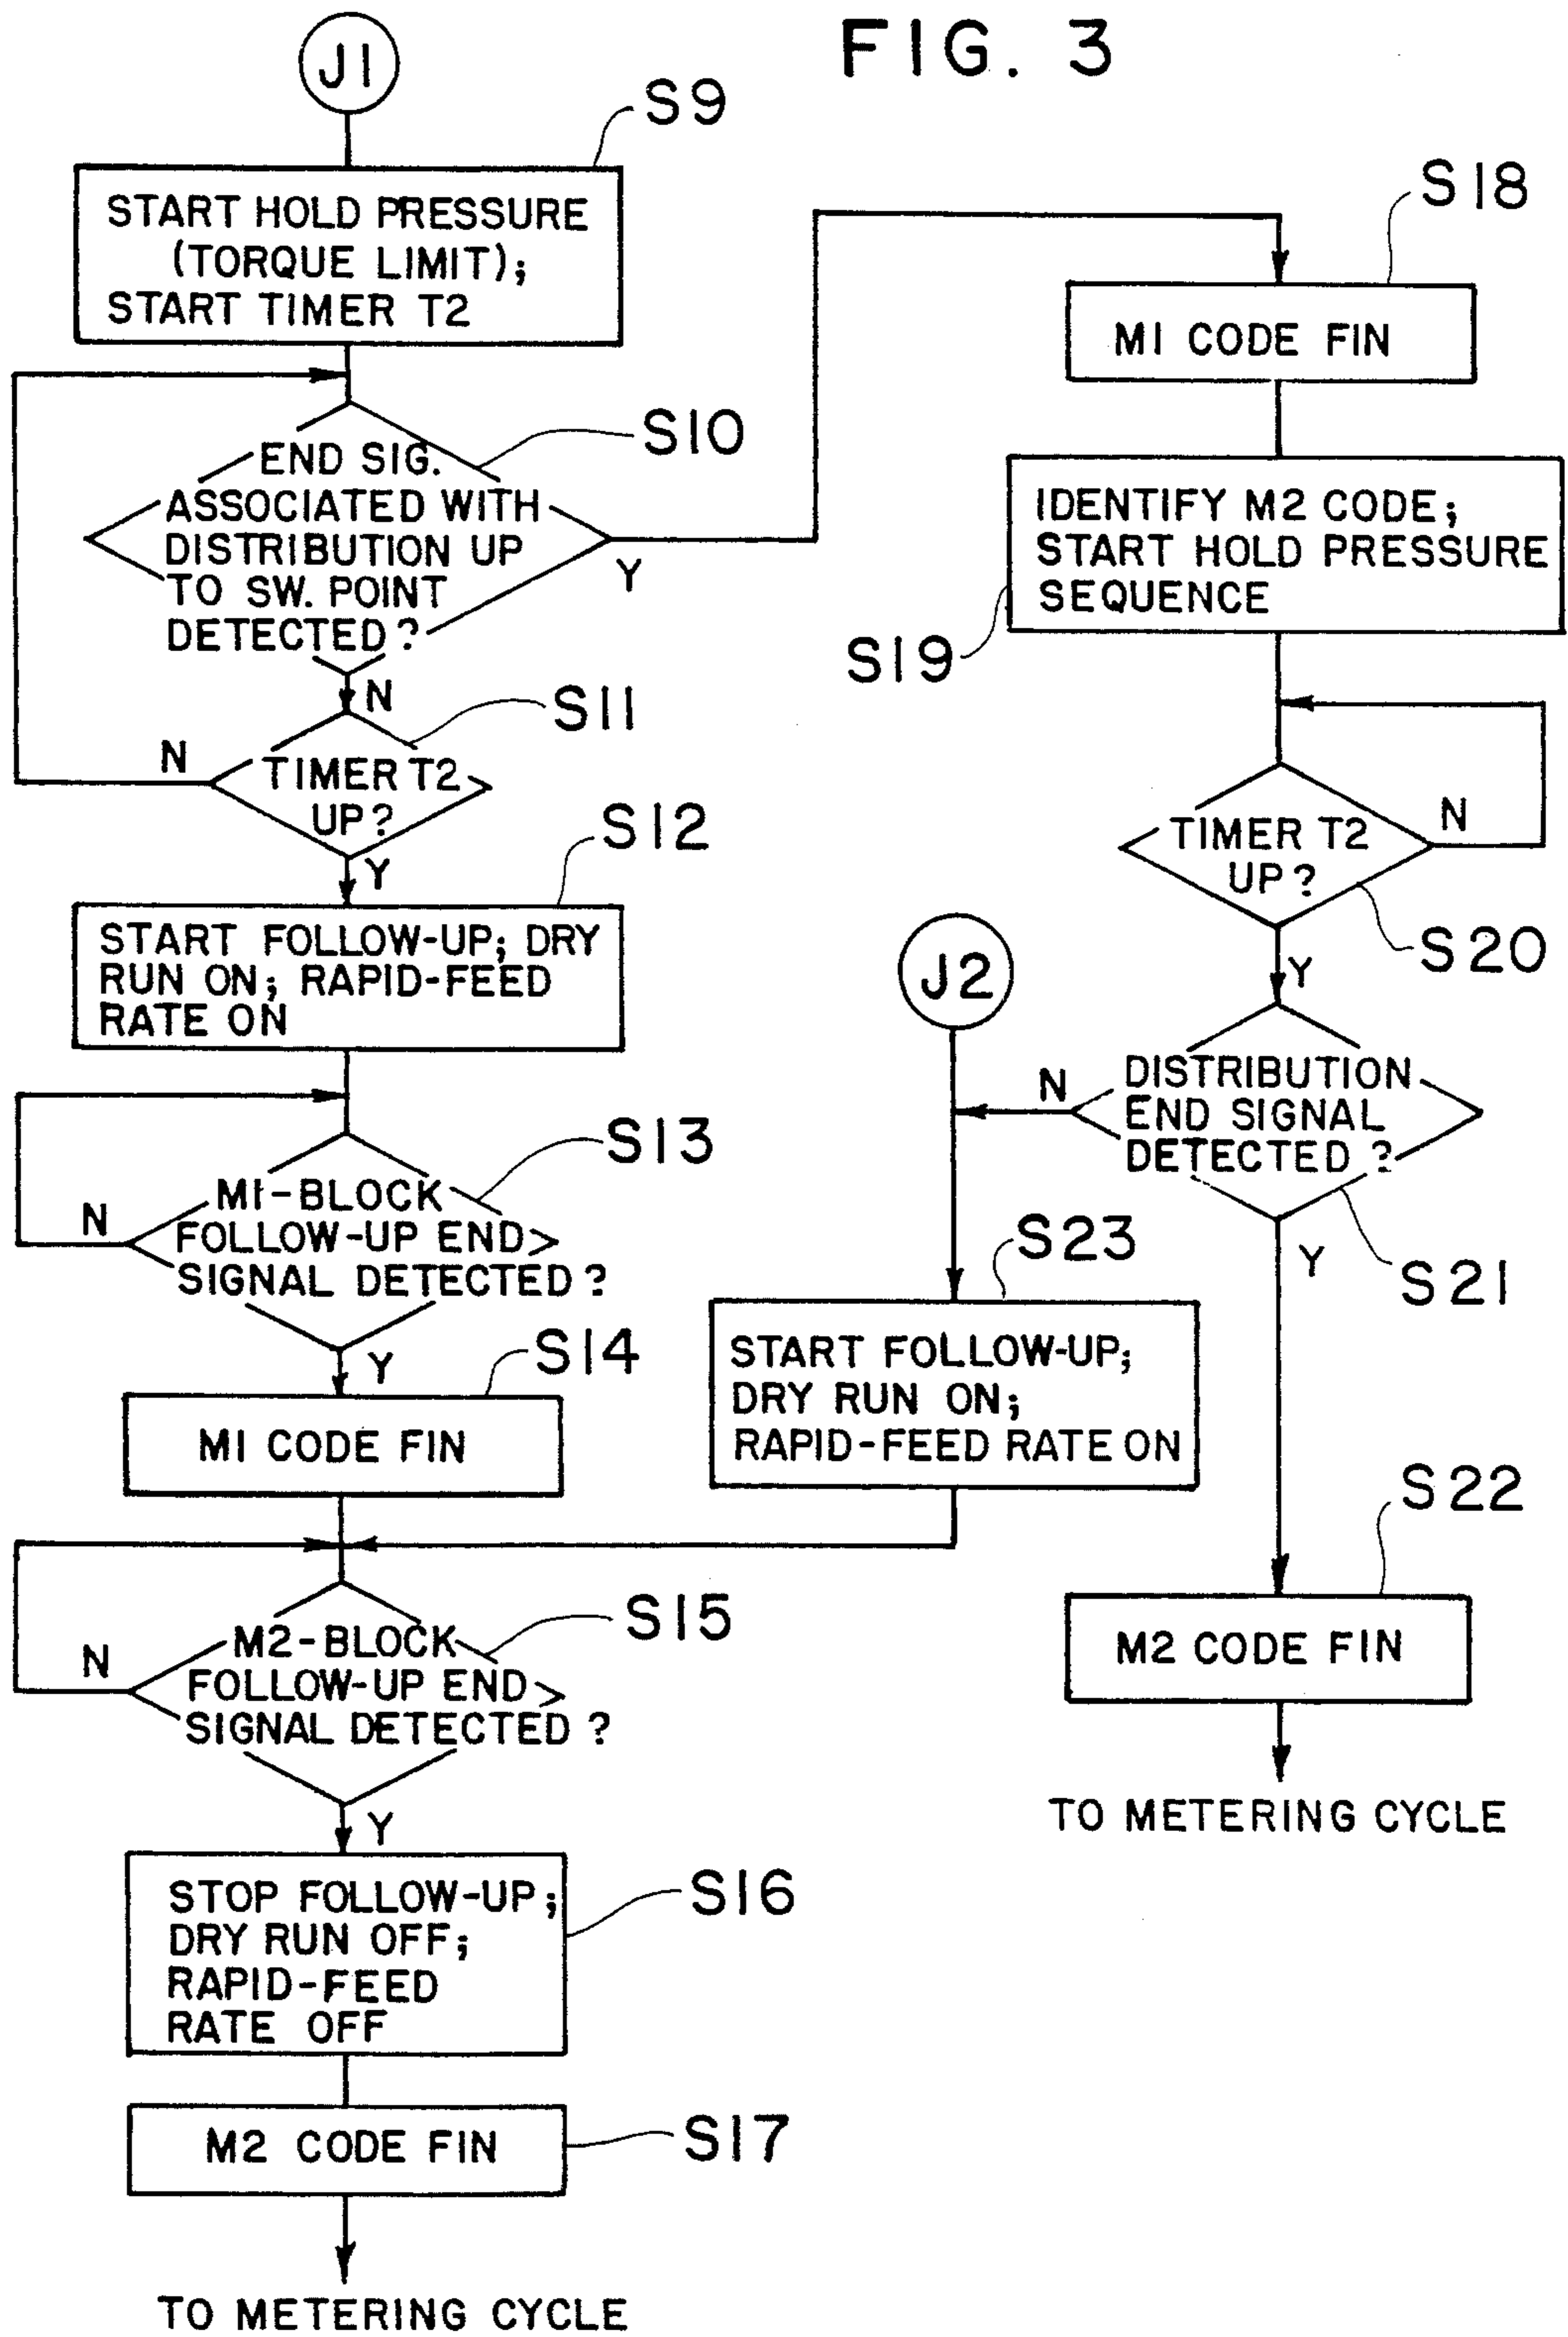 FIG. 3
J1
S9
START HOLD PRESSURE
(TORQUE LIMIT);
START TIMER T2
S10
END SIG.
ASSOCIATED WITH
DISTRIBUTION UP
TO SW. POINT
DETECTED?
Y
N
S11
N
TIMER T2
UP?
Y
S12
START FOLLOW-UP; DRY
RUN ON; RAPID-FEED
RATE ON
S13
N
M1-BLOCK
FOLLOW-UP END
SIGNAL DETECTED?
Y
S14
M1 CODE FIN
S15
N
M2-BLOCK
FOLLOW-UP END
SIGNAL DETECTED?
Y
S16
STOP FOLLOW-UP;
DRY RUN OFF;
RAPID-FEED
RATE OFF
S17
M2 CODE FIN
TO METERING CYCLE
S18
M1 CODE FIN
IDENTIFY M2 CODE;
START HOLD PRESSURE
SEQUENCE
S19
TIMER T2
UP?
N
S20
Y
J2
N
DISTRIBUTION
END SIGNAL
DETECTED?
S21
Y
S23
START FOLLOW-UP;
DRY RUN ON;
RAPID-FEED RATE ON
S22
M2 CODE FIN
TO METERING CYCLE